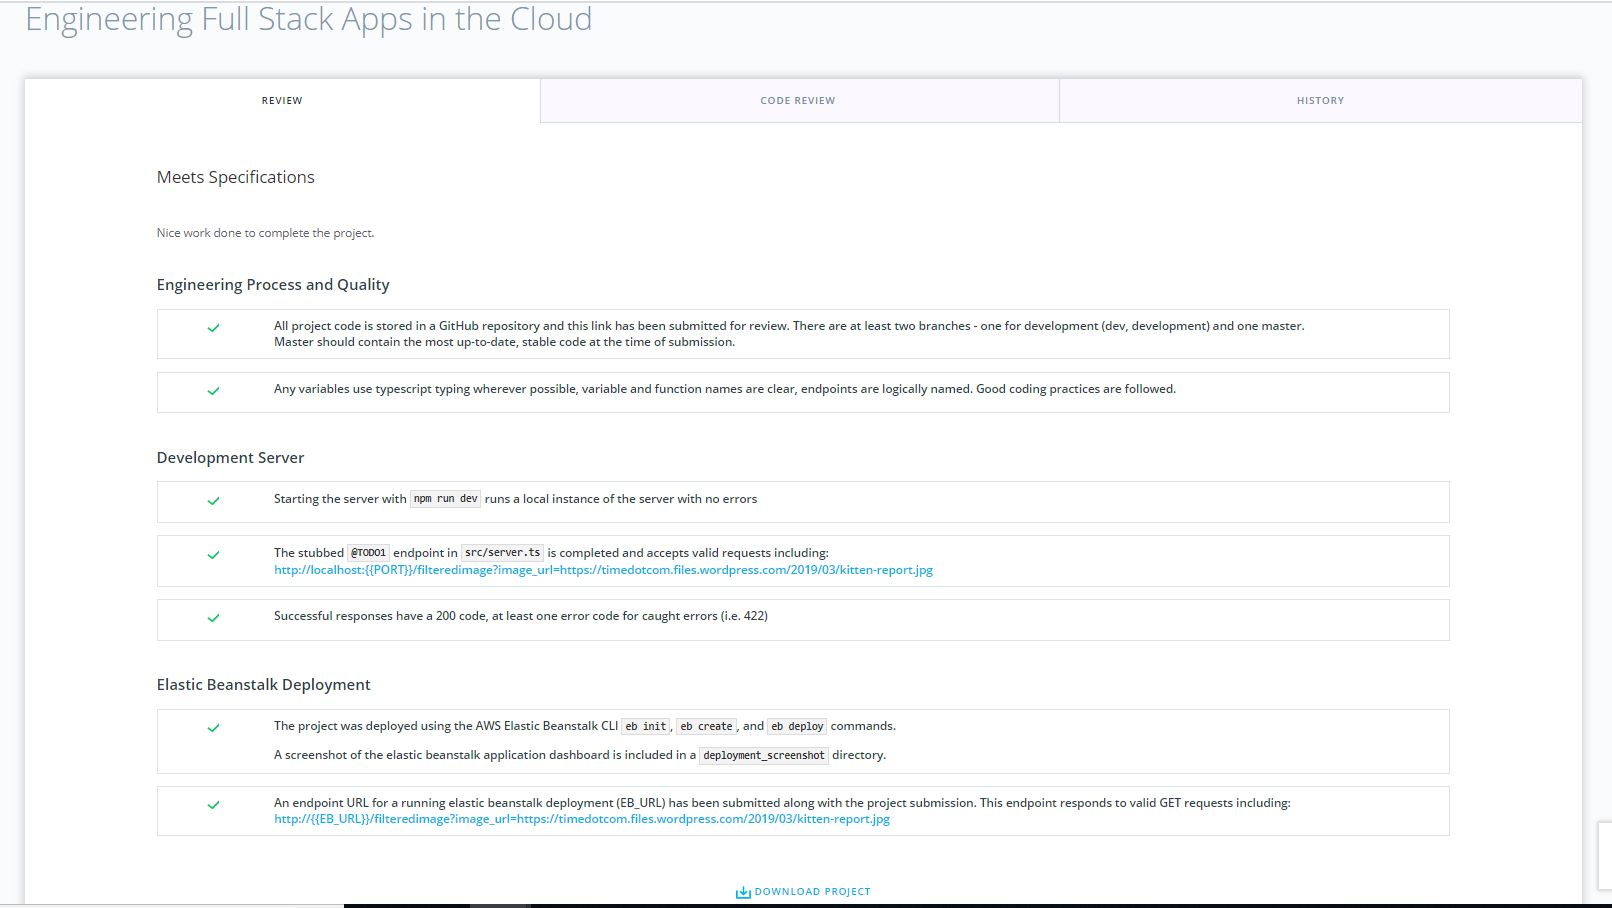 Engineering Full Stack Apps in the Cloud
REVIEW
CODE REVIEW
HISTORY
Meets Specifications
Nice work done to complete the project.
Engineering Process and Quality
All project code is stored in a GitHub repository and this link has been submitted for review. There are at least two branches - one for development (dev, development) and one master.
Master should contain the most up-to-date, stable code at the time of submission.
Any variables use typescript typing wherever possible, variable and function names are clear, endpoints are logically named. Good coding practices are followed.
Development Server
Starting the server with npm run dev runs a local instance of the server with no errors
The stubbed @TODO1 endpoint in src/server.ts is completed and accepts valid requests including:
http://localhost:{{PORT}}/filteredimage?image_url=https://timedotcom.files.wordpress.com/2019/03/kitten-report.jpg
Successful responses have a 200 code, at least one error code for caught errors (i.e. 422)
Elastic Beanstalk Deployment
The project was deployed using the AWS Elastic Beanstalk CLI eb init, eb create, and eb deploy commands.
A screenshot of the elastic beanstalk application dashboard is included in a deployment_screenshot directory.
An endpoint URL for a running elastic beanstalk deployment (EB_URL) has been submitted along with the project submission. This endpoint responds to valid GET requests including:
http://{{EB_URL}}/filteredimage?image_url=https://timedotcom.files.wordpress.com/2019/03/kitten-report.jpg
DOWNLOAD PROJECT